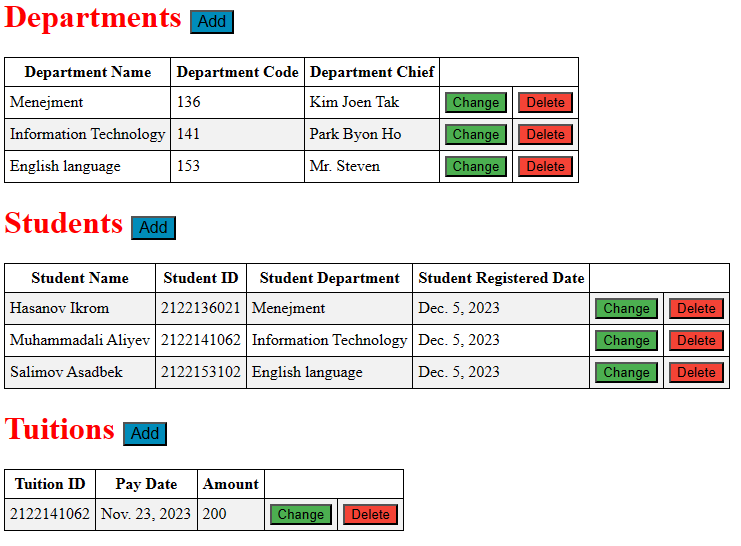 Departments Add
Department Name Department Code Department Chief
Menejment 136 Kim Joen Tak Change Delete
Information Technology 141 Park Byon Ho Change Delete
English language 153 Mr. Steven Change Delete
Students Add
Student Name Student ID Student Department Student Registered Date
Hasanov Ikrom 2122136021 Menejment Dec. 5, 2023 Change Delete
Muhammadali Aliyev 2122141062 Information Technology Dec. 5, 2023 Change Delete
Salimov Asadbek 2122153102 English language Dec. 5, 2023 Change Delete
Tuitions Add
Tuition ID Pay Date Amount
2122141062 Nov. 23, 2023 200 Change Delete